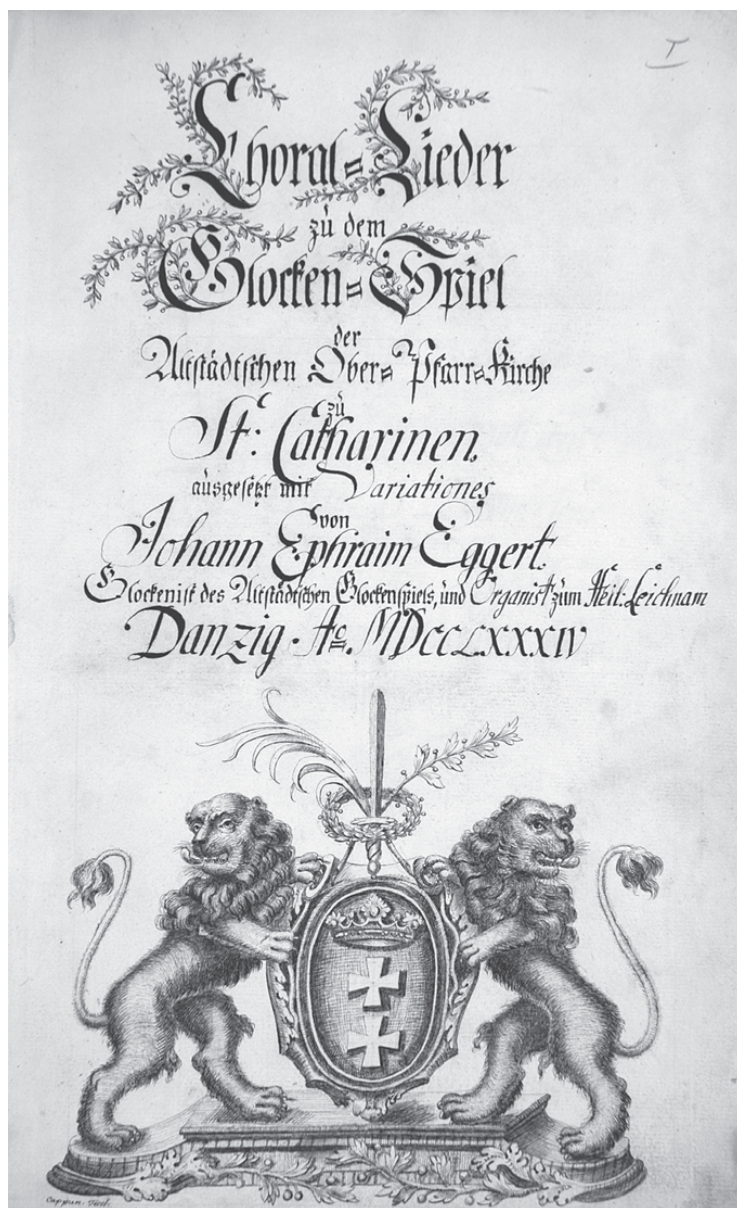 I
Choral=Lieder
zu dem
Glocken=Spiel
der
Altstädtschen Ober=Pfarr=Kirche
zu
St: Catharinen,
ausgesetzt mit Variationes
von
Johann Ephraim Eggert.
Glockenist des Altstädtschen Glockenspiels, und Organist zum Heil: Leichnam
Danzig. Ao. MDCCLXXXIV